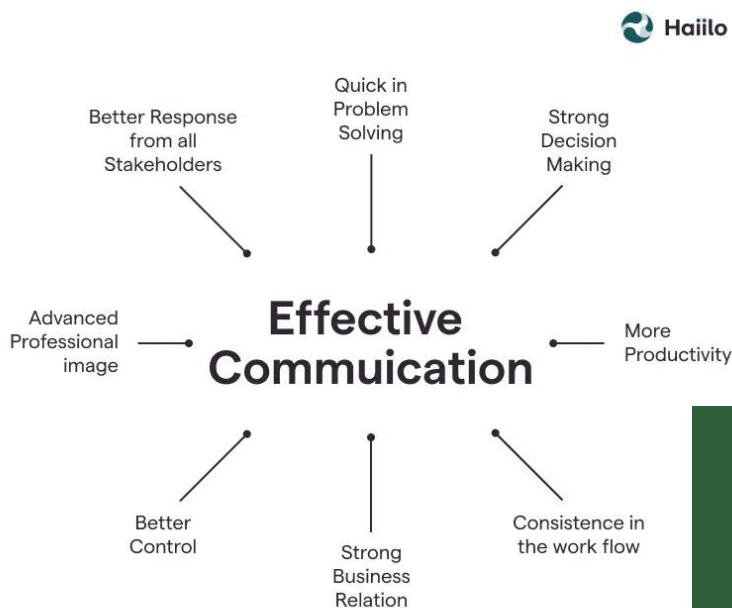 Haiilo
Quick in
Problem
Solving
Better Response
from all
Stakeholders
Strong
Decision
Making
Advanced
Professional
image
Effective
Commuication
More
Productivity
Better
Control
Strong
Business
Relation
Consistence in
the work flow